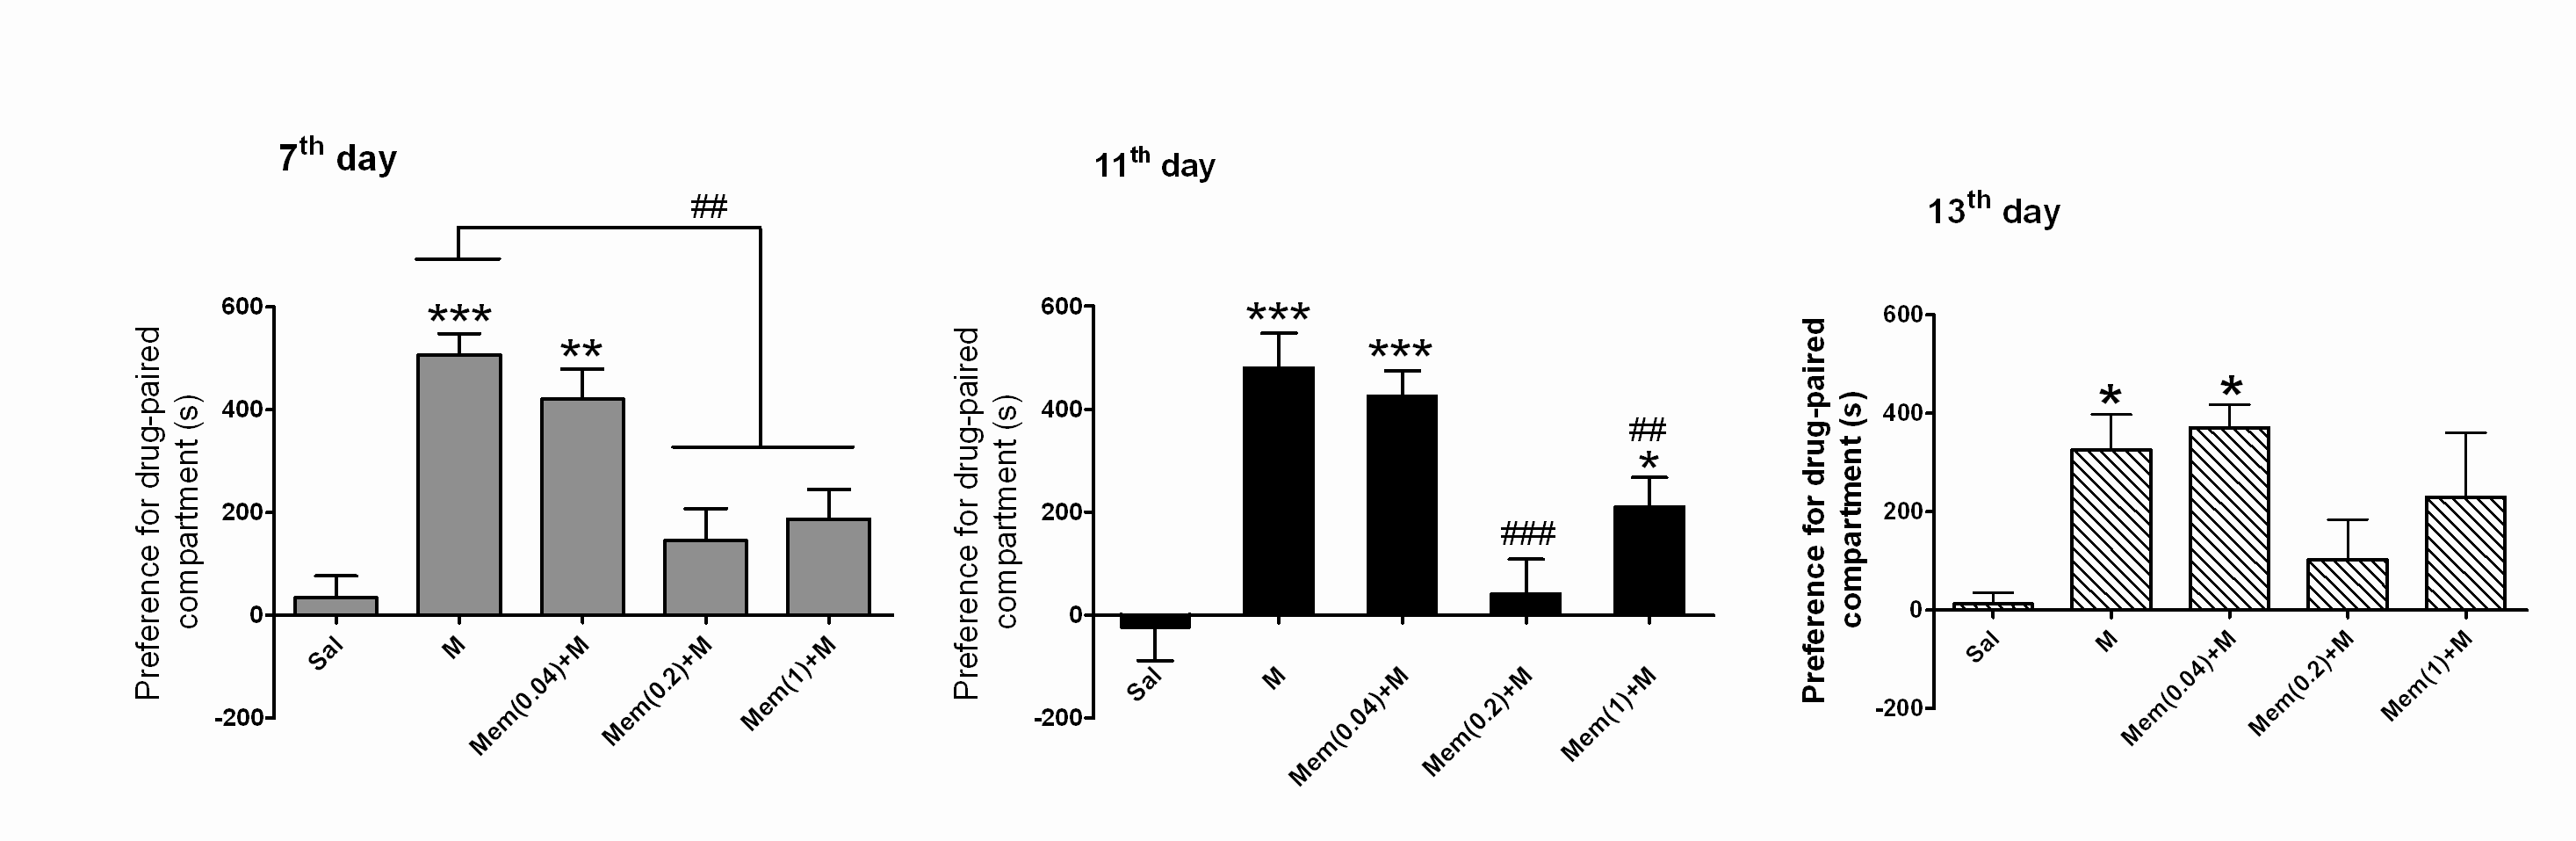 7th day
##
***
**
600
400
200
0
-200
Preference for drug-paired
compartment (s)
Sal
M
Mem(0.04)+M
Mem(0.2)+M
Mem(1)+M
11th day
***
***
###
##
*
600
400
200
0
-200
Preference for drug-paired
compartment (s)
Sal
M
Mem(0.04)+M
Mem(0.2)+M
Mem(1)+M
13th day
*
*
600
400
200
0
-200
Preference for drug-paired
compartment (s)
Sal
M
Mem(0.04)+M
Mem(0.2)+M
Mem(1)+M